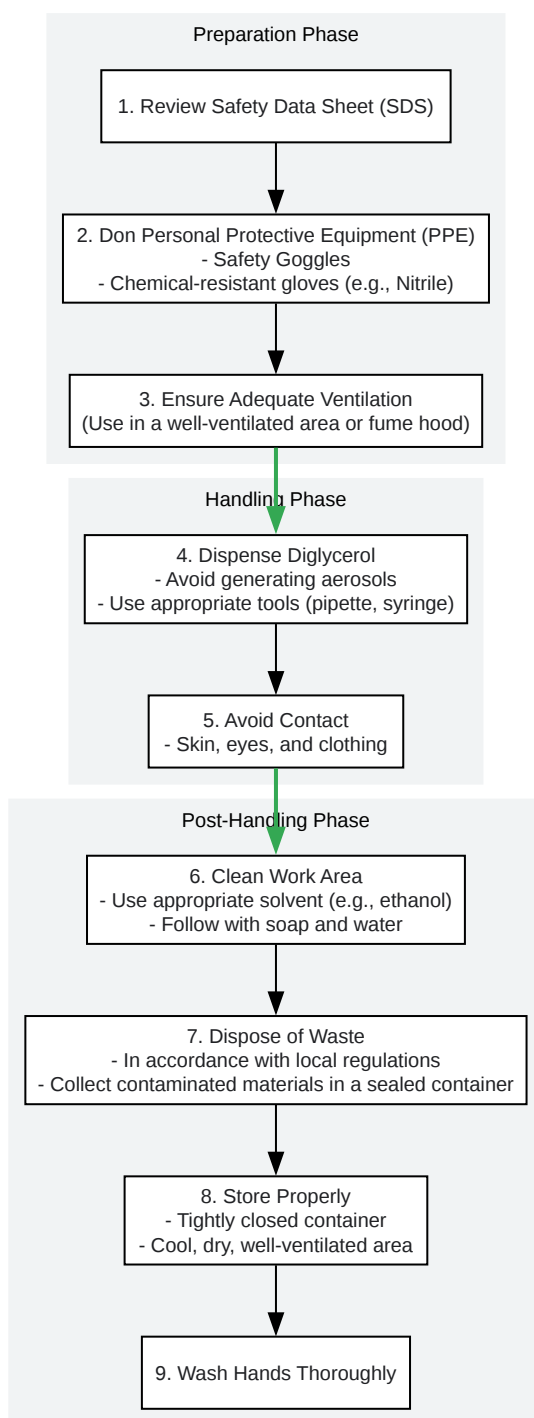 Preparation Phase
1. Review Safety Data Sheet (SDS)
2. Don Personal Protective Equipment (PPE)
- Safety Goggles
- Chemical-resistant gloves (e.g., Nitrile)
3. Ensure Adequate Ventilation
(Use in a well-ventilated area or fume hood)
Handling Phase
4. Dispense Diglycerol
- Avoid generating aerosols
- Use appropriate tools (pipette, syringe)
5. Avoid Contact
- Skin, eyes, and clothing
Post-Handling Phase
6. Clean Work Area
- Use appropriate solvent (e.g., ethanol)
- Follow with soap and water
7. Dispose of Waste
- In accordance with local regulations
- Collect contaminated materials in a sealed container
8. Store Properly
- Tightly closed container
- Cool, dry, well-ventilated area
9. Wash Hands Thoroughly